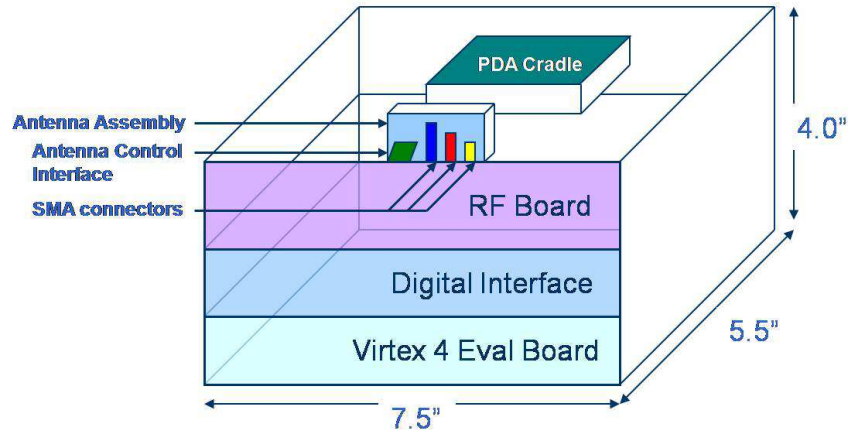 PDA Cradle
Antenna Assembly
Antenna Control
Interface
SMA connectors
RF Board
Digital Interface
Virtex 4 Eval Board
4.0”
5.5”
7.5”